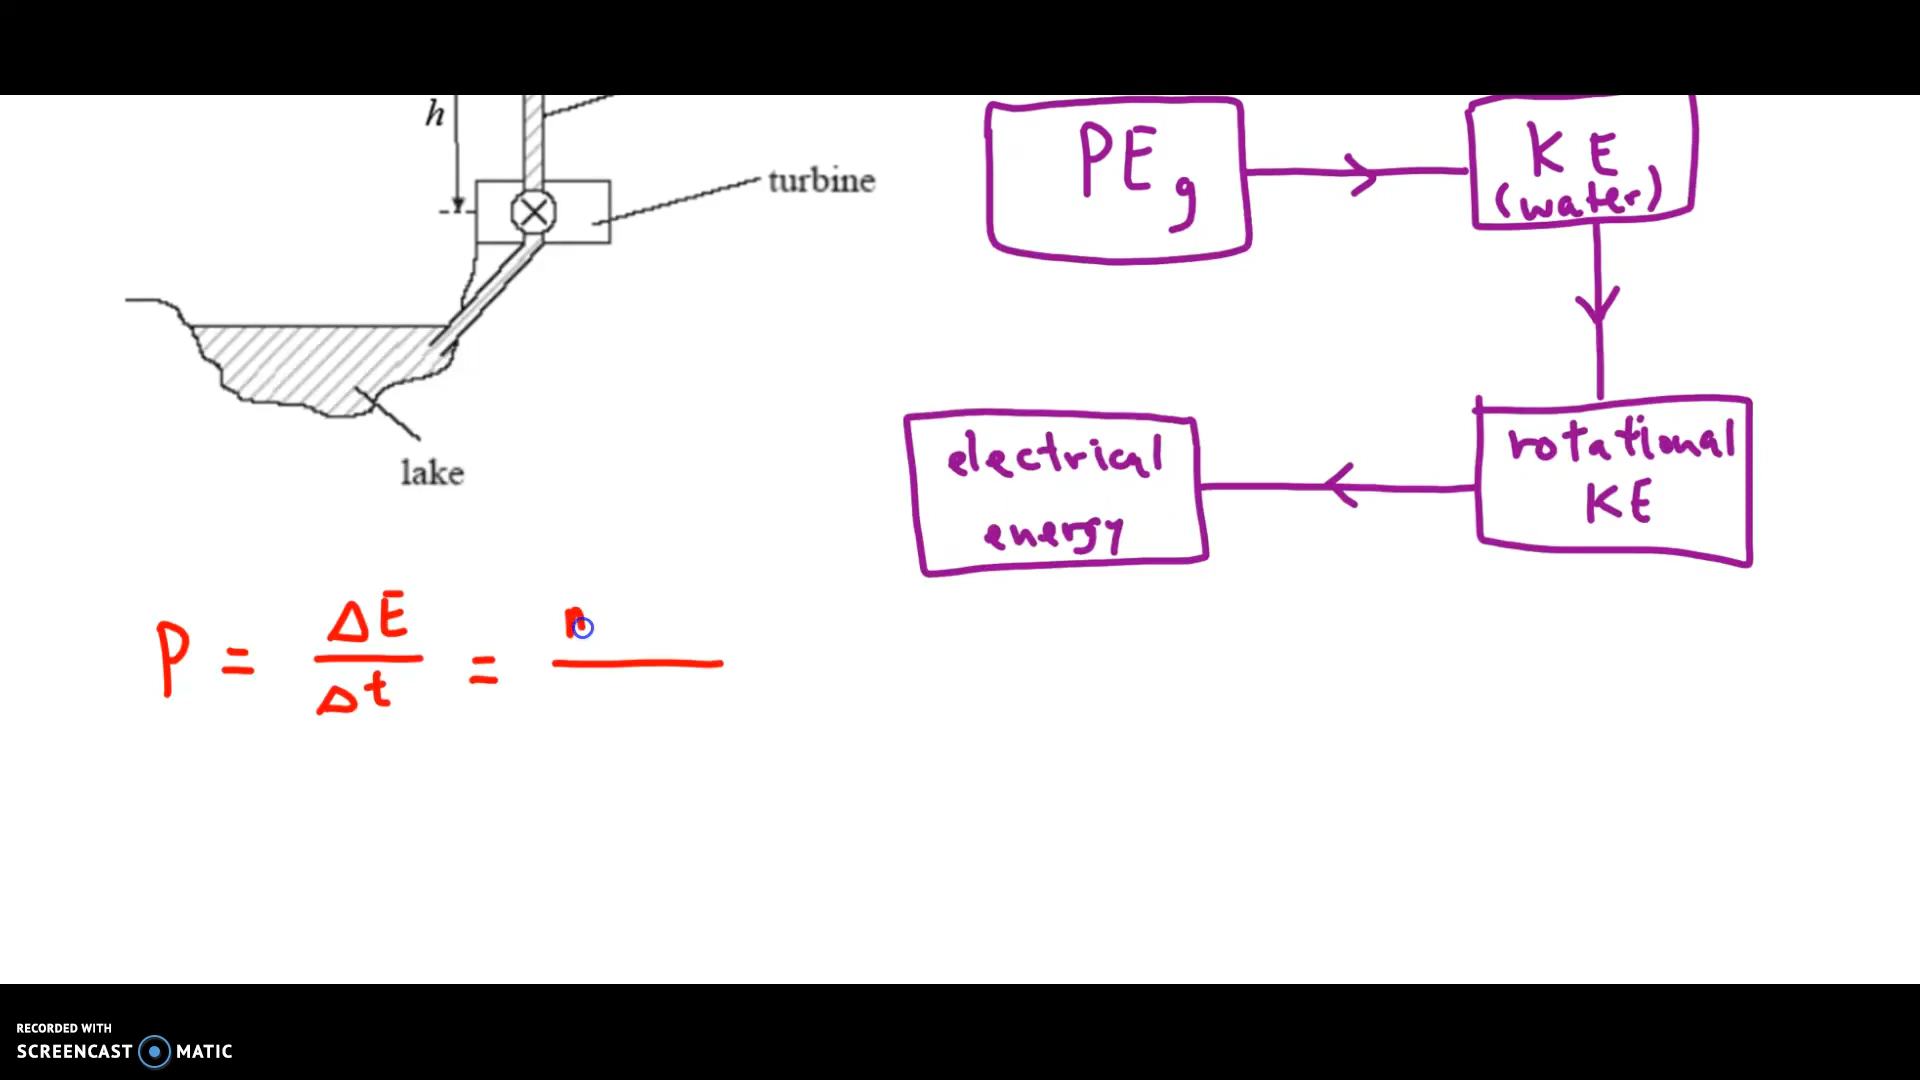 h
turbine
lake
PEg
KE
(water)
rotational
KE
electrical
energy
P = ΔE/Δt =
RECORDED WITH
SCREENCAST MATIC